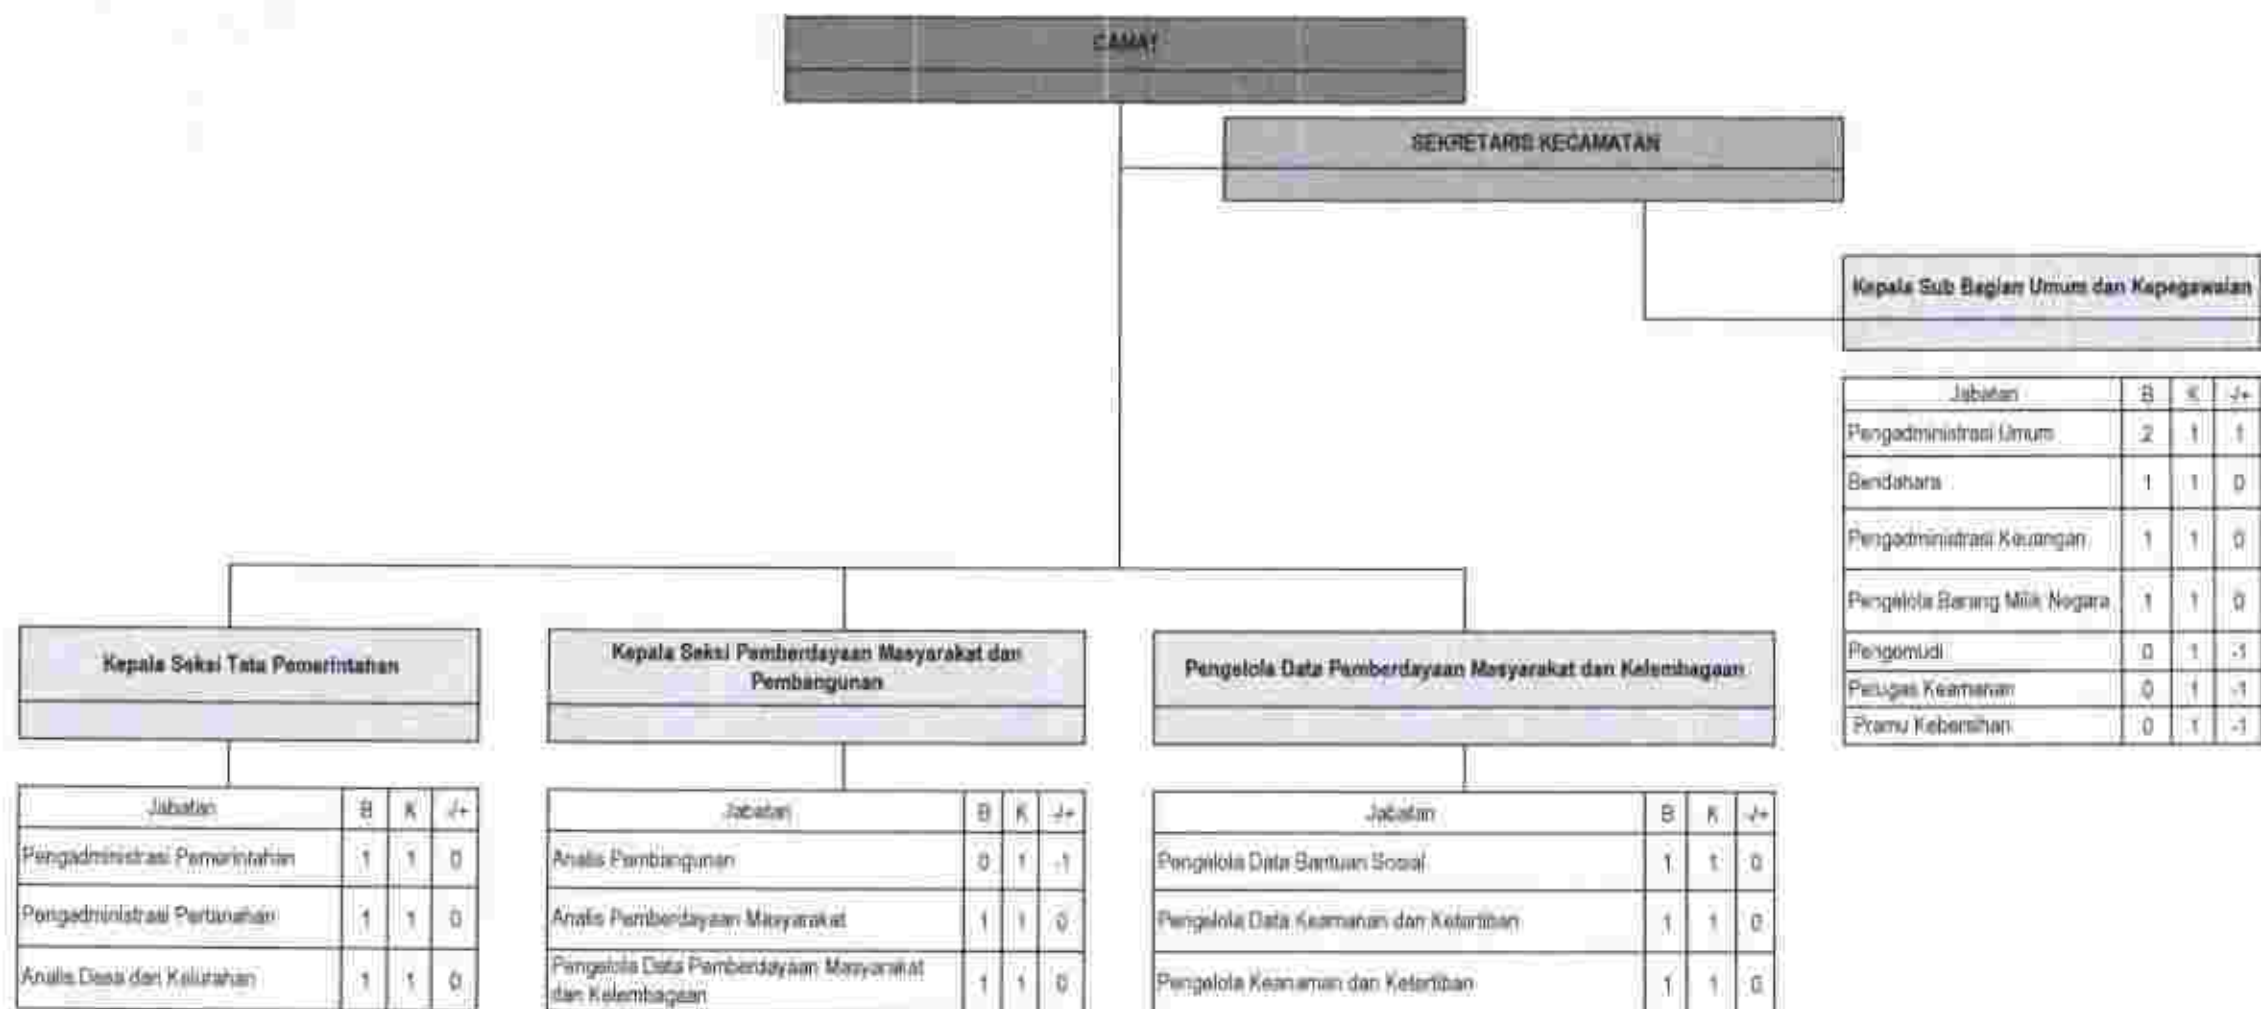 CAMAT
SEKRETARIS KECAMATAN
Kepala Sub Bagian Umum dan Kepegawaian
Jabatan B K -/+
Pengadministrasi Umum 2 1 1
Bendahara 1 1 0
Pengadministrasi Keuangan 1 1 0
Pengelola Barang Milik Negara 1 1 0
Pengemudi 0 1 -1
Petugas Keamanan 0 1 -1
Pramu Kebersihan 0 1 -1
Kepala Seksi Tata Pemerintahan
Jabatan B K -/+
Pengadministrasi Pemerintahan 1 1 0
Pengadministrasi Pertanahan 1 1 0
Analis Desa dan Kelurahan 1 1 0
Kepala Seksi Pemberdayaan Masyarakat dan
Pembangunan
Jabatan B K -/+
Analis Pembangunan 0 1 -1
Analis Pemberdayaan Masyarakat 1 1 0
Pengelola Data Pemberdayaan Masyarakat
dan Kelembagaan 1 1 0
Pengelola Data Pemberdayaan Masyarakat dan Kelembagaan
Jabatan B K -/+
Pengelola Data Bantuan Sosial 1 1 0
Pengelola Data Keamanan dan Ketertiban 1 1 0
Pengelola Keanaman dan Ketertiban 1 1 0